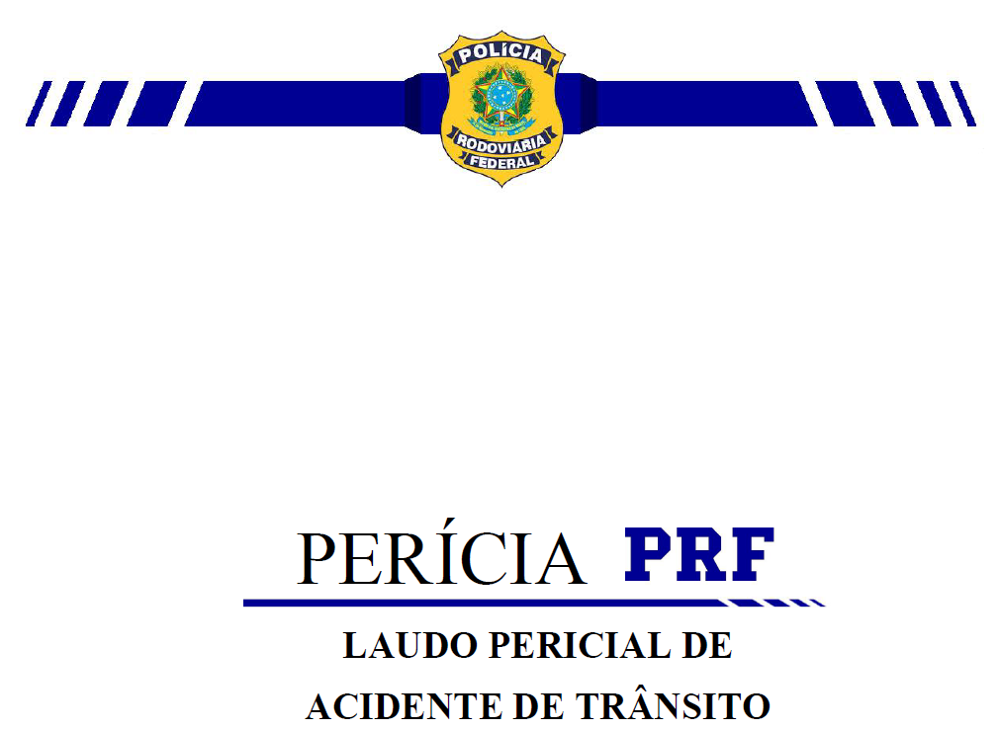 POLÍCIA
RODOVIÁRIA
FEDERAL
PERÍCIA PRF
LAUDO PERICIAL DE
ACIDENTE DE TRÂNSITO